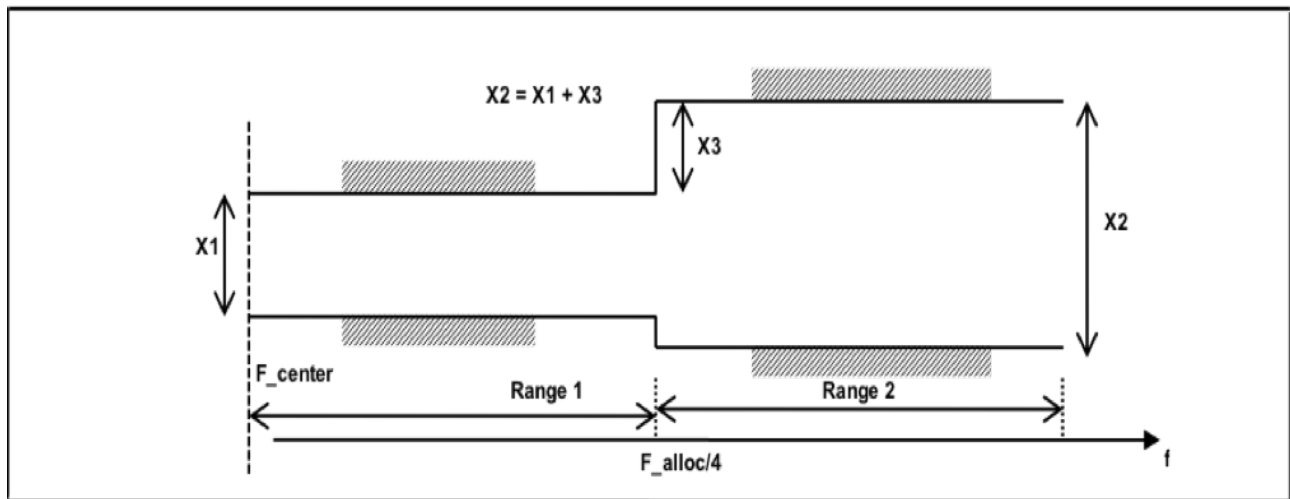 X2 = X1 + X3
X3
X1
X2
F_center
Range 1
Range 2
F_alloc/4
f